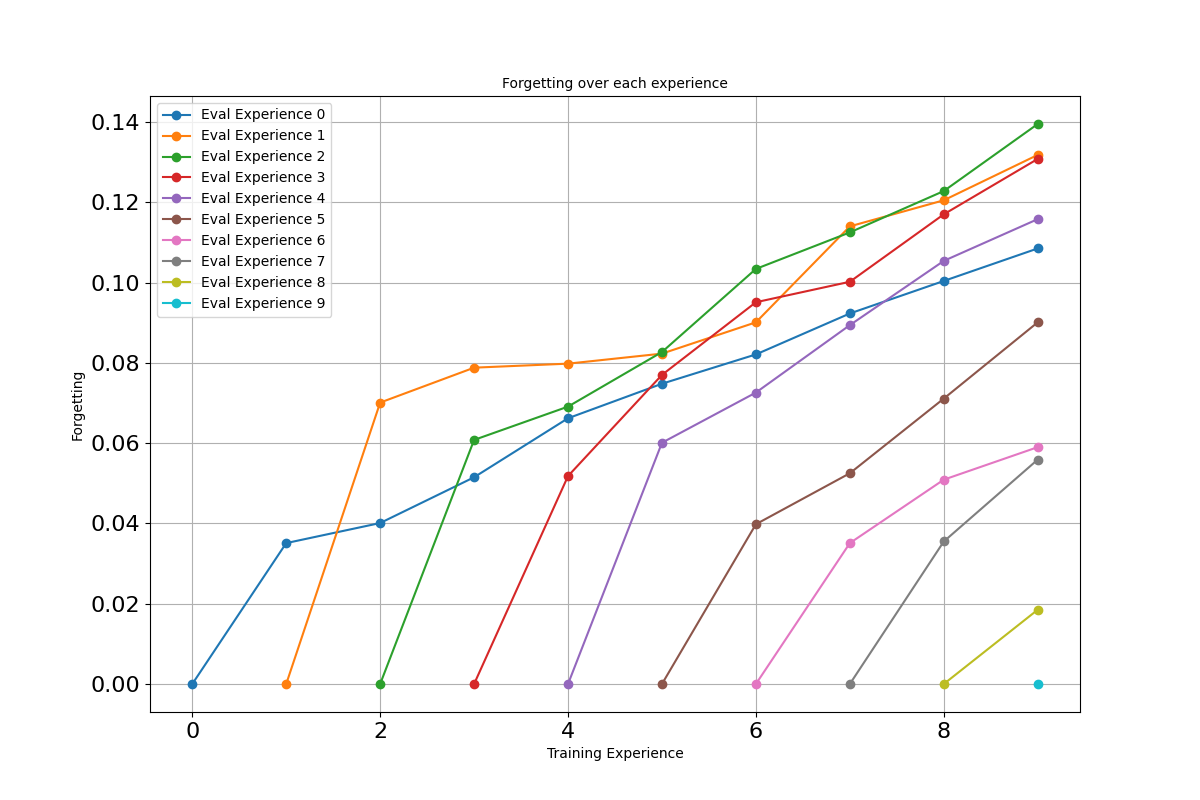 Forgetting over each experience
Eval Experience 0
Eval Experience 1
Eval Experience 2
Eval Experience 3
Eval Experience 4
Eval Experience 5
Eval Experience 6
Eval Experience 7
Eval Experience 8
Eval Experience 9
0.14
0.12
0.10
0.08
0.06
0.04
0.02
0.00
Forgetting
0 2 4 6 8
Training Experience